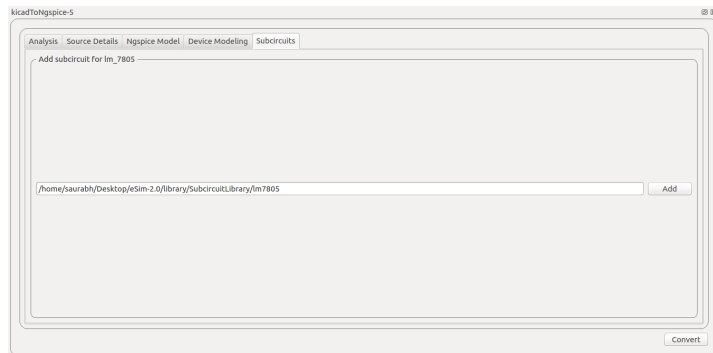 kicadToNgspice-5
Analysis Source Details Ngspice Model Device Modeling Subcircuits
Add subcircuit for lm_7805
/home/saurabh/Desktop/eSim-2.0/library/SubcircuitLibrary/lm7805 Add
Convert